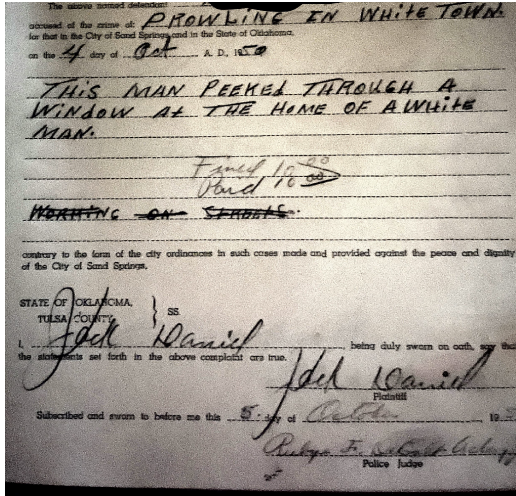 The above named defendant
accused of the crime of: PROWLING IN WHITE TOWN.
for that in the City of Sand Springs and in the State of Oklahoma,
on the 4 day of Oct A. D., 1950
THIS MAN PEEKED THROUGH A
WINDOW At THE HOME OF A WHITE
MAN.
Fined 18.00
Paid 18.00
WORKING ON STREETS.
contrary to the form of the city ordinances in such cases made and provided against the peace and dignity
of the City of Sand Springs.
STATE OF OKLAHOMA,
TULSA COUNTY } SS.
I, Jack Daniel, being duly sworn on oath, say tha
the statements set forth in the above complaint are true.
Jack Daniel
Plaintiff
Subscribed and sworn to before me this 5 day of October 19
Police Judge